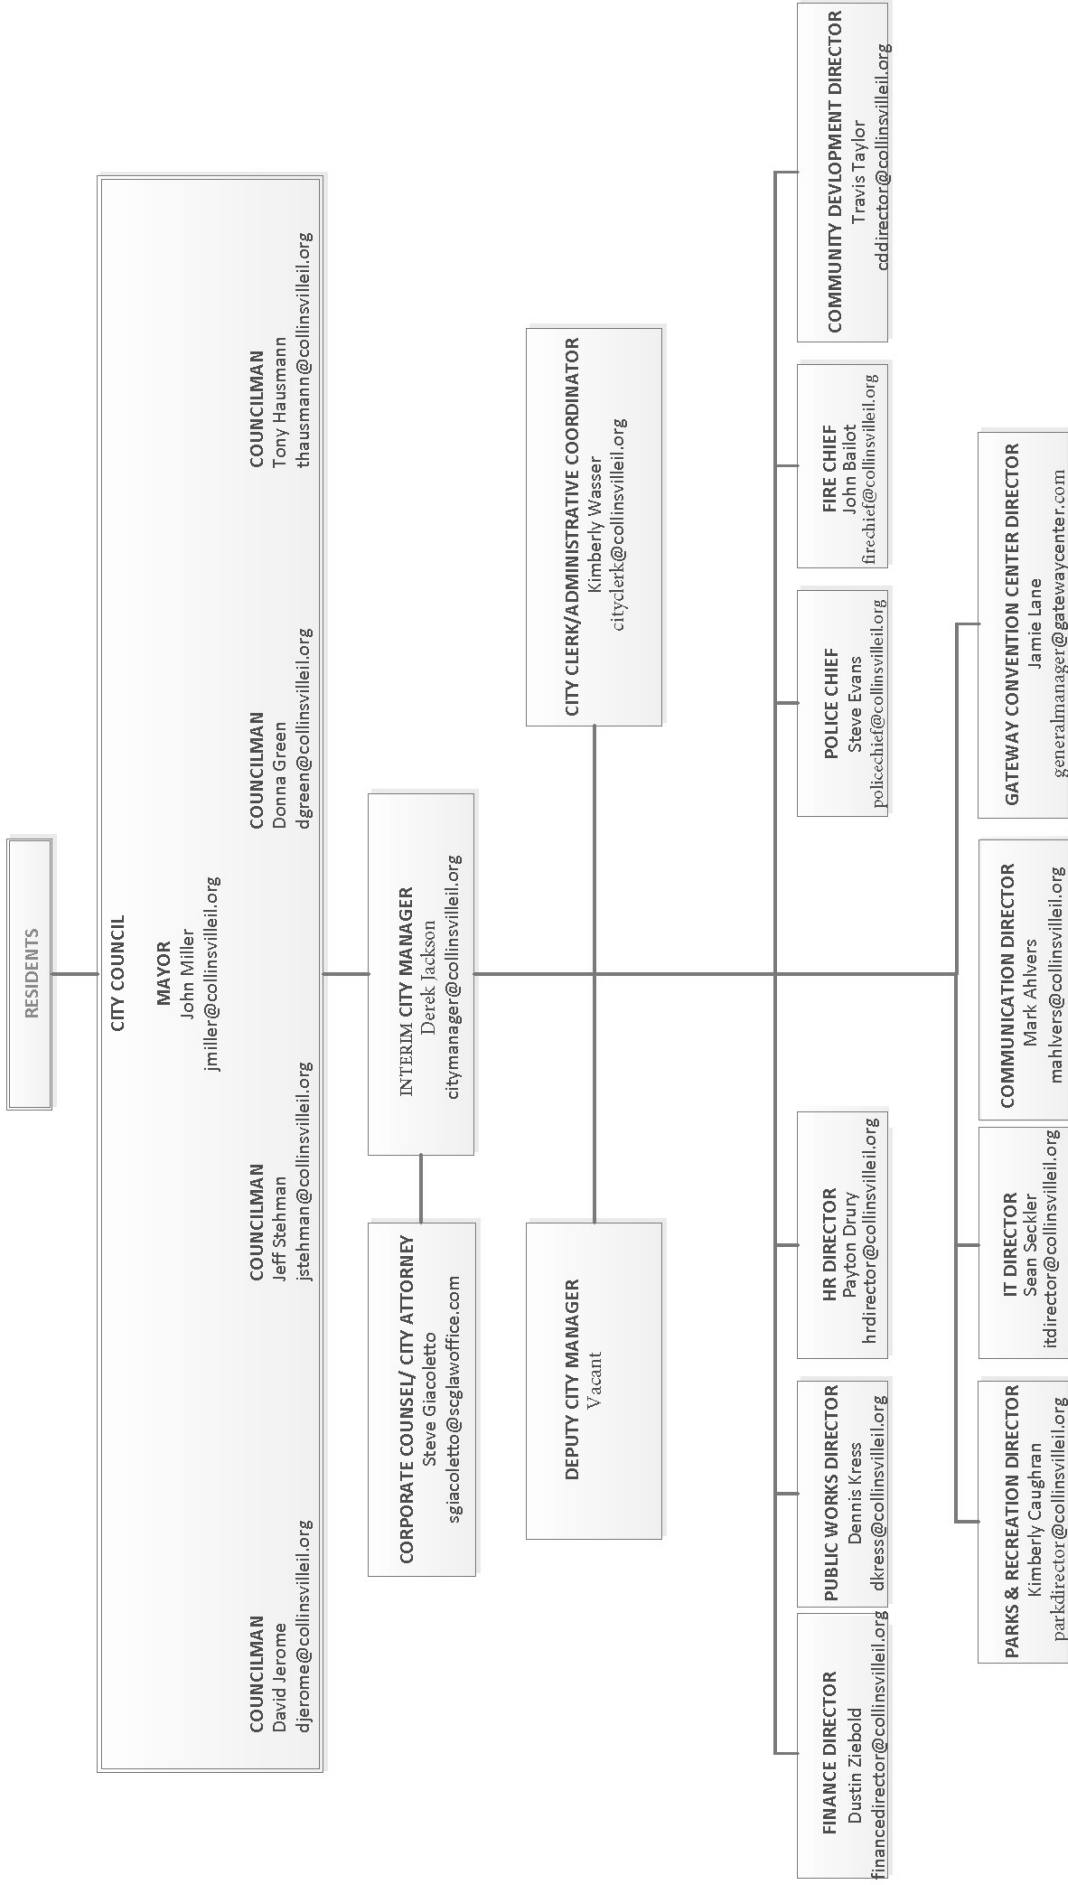 RESIDENTS
CITY COUNCIL
MAYOR
John Miller
jmiller@collinsvilleil.org
COUNCILMAN
David Jerome
djerome@collinsvilleil.org
COUNCILMAN
Jeff Stehman
jstehman@collinsvilleil.org
COUNCILMAN
Donna Green
dgreen@collinsvilleil.org
COUNCILMAN
Tony Hausmann
thausmann@collinsvilleil.org
CORPORATE COUNSEL/ CITY ATTORNEY
Steve Giacoletto
sgiacoletto@scglawoffice.com
INTERIM CITY MANAGER
Derek Jackson
citymanager@collinsvilleil.org
DEPUTY CITY MANAGER
Vacant
CITY CLERK/ADMINISTRATIVE COORDINATOR
Kimberly Wasser
cityclerk@collinsvilleil.org
FINANCE DIRECTOR
Dustin Ziebold
financedirector@collinsvilleil.org
PUBLIC WORKS DIRECTOR
Dennis Kress
dkress@collinsvilleil.org
HR DIRECTOR
Payton Drury
hrdirector@collinsvilleil.org
POLICE CHIEF
Steve Evans
policechief@collinsvilleil.org
FIRE CHIEF
John Bailot
firechief@collinsvilleil.org
COMMUNITY DEVLOPMENT DIRECTOR
Travis Taylor
cddirector@collinsvilleil.org
PARKS & RECREATION DIRECTOR
Kimberly Caughran
parkdirector@collinsvilleil.org
IT DIRECTOR
Sean Seckler
itdirector@collinsvilleil.org
COMMUNICATION DIRECTOR
Mark Ahlvers
mahlvers@collinsvilleil.org
GATEWAY CONVENTION CENTER DIRECTOR
Jamie Lane
generalmanager@gatewaycenter.com